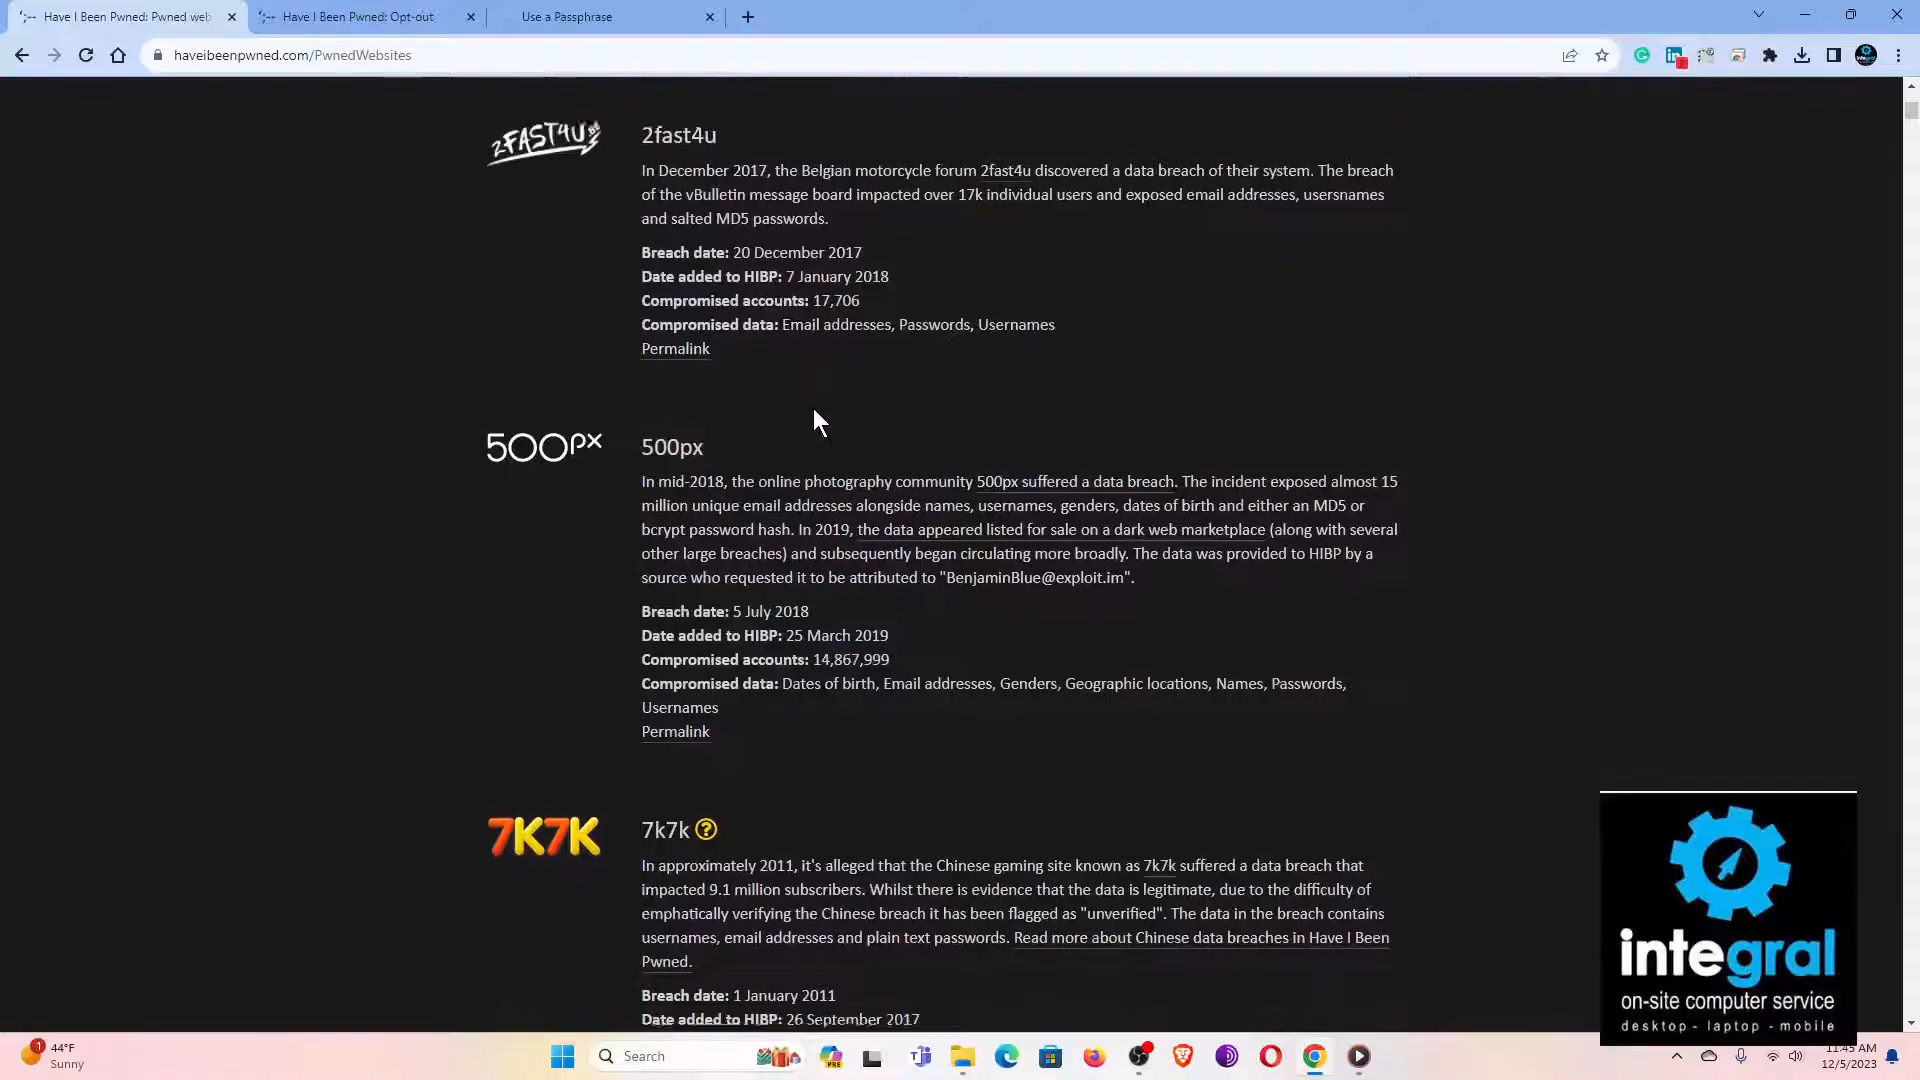 Have I Been Pwned: Pwned web
Have I Been Pwned: Opt-out
Use a Passphrase
haveibeenpwned.com/PwnedWebsites
2FAST4U
2fast4u
In December 2017, the Belgian motorcycle forum 2fast4u discovered a data breach of their system. The breach
of the vBulletin message board impacted over 17k individual users and exposed email addresses, usersnames
and salted MD5 passwords.
Breach date: 20 December 2017
Date added to HIBP: 7 January 2018
Compromised accounts: 17,706
Compromised data: Email addresses, Passwords, Usernames
Permalink
500px
500px
In mid-2018, the online photography community 500px suffered a data breach. The incident exposed almost 15
million unique email addresses alongside names, usernames, genders, dates of birth and either an MD5 or
bcrypt password hash. In 2019, the data appeared listed for sale on a dark web marketplace (along with several
other large breaches) and subsequently began circulating more broadly. The data was provided to HIBP by a
source who requested it to be attributed to "BenjaminBlue@exploit.im".
Breach date: 5 July 2018
Date added to HIBP: 25 March 2019
Compromised accounts: 14,867,999
Compromised data: Dates of birth, Email addresses, Genders, Geographic locations, Names, Passwords,
Usernames
Permalink
7K7K
7k7k ?
In approximately 2011, it's alleged that the Chinese gaming site known as 7k7k suffered a data breach that
impacted 9.1 million subscribers. Whilst there is evidence that the data is legitimate, due to the difficulty of
emphatically verifying the Chinese breach it has been flagged as "unverified". The data in the breach contains
usernames, email addresses and plain text passwords. Read more about Chinese data breaches in Have I Been
Pwned.
Breach date: 1 January 2011
Date added to HIBP: 26 September 2017
integral
on-site computer service
desktop - laptop - mobile
1
44°F
Sunny
Search
PRE
11:45 AM
12/5/2023